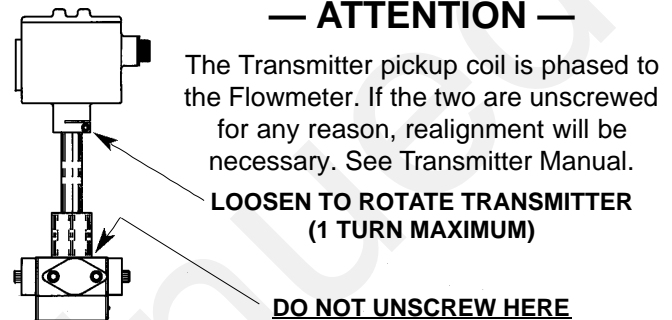 — ATTENTION —
The Transmitter pickup coil is phased to
the Flowmeter. If the two are unscrewed
for any reason, realignment will be
necessary. See Transmitter Manual.
LOOSEN TO ROTATE TRANSMITTER
(1 TURN MAXIMUM)
DO NOT UNSCREW HERE